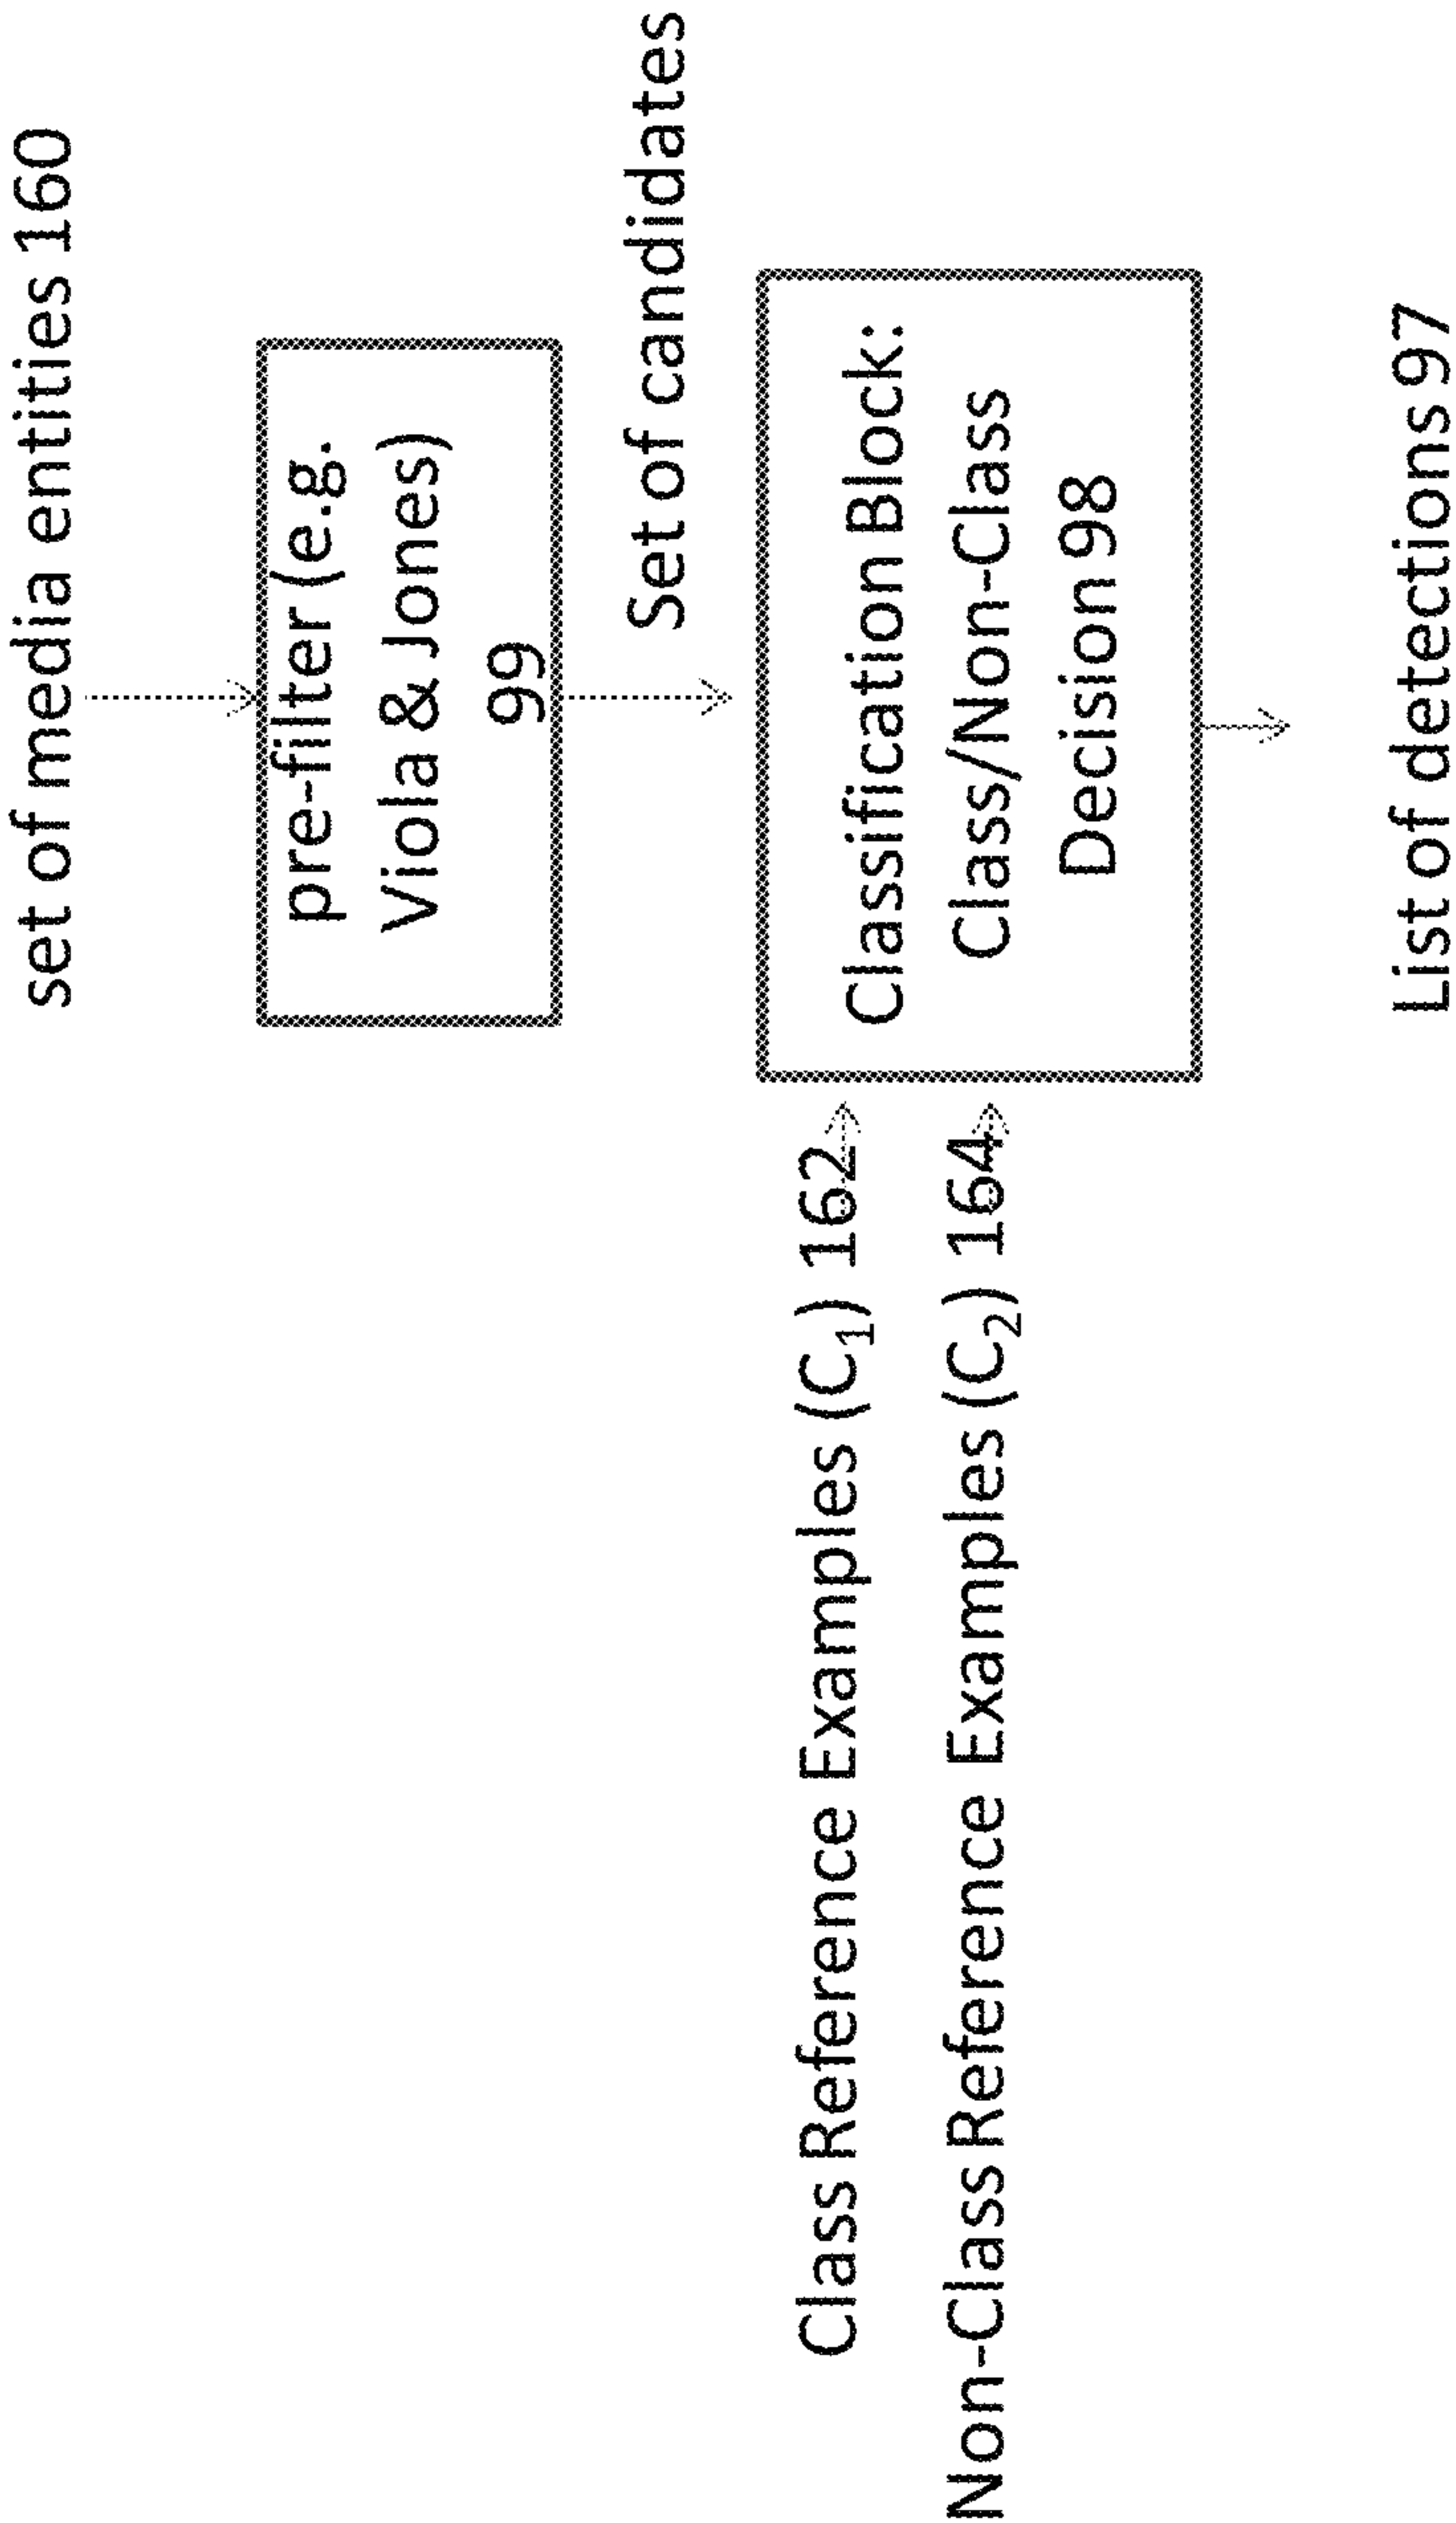 set of media entities 160
pre-filter (e.g.
Viola & Jones)
99
Set of candidates
Classification Block:
Class/Non-Class
Decision 98
Class Reference Examples (C₁) 162
Non-Class Reference Examples (C₂) 164
List of detections 97